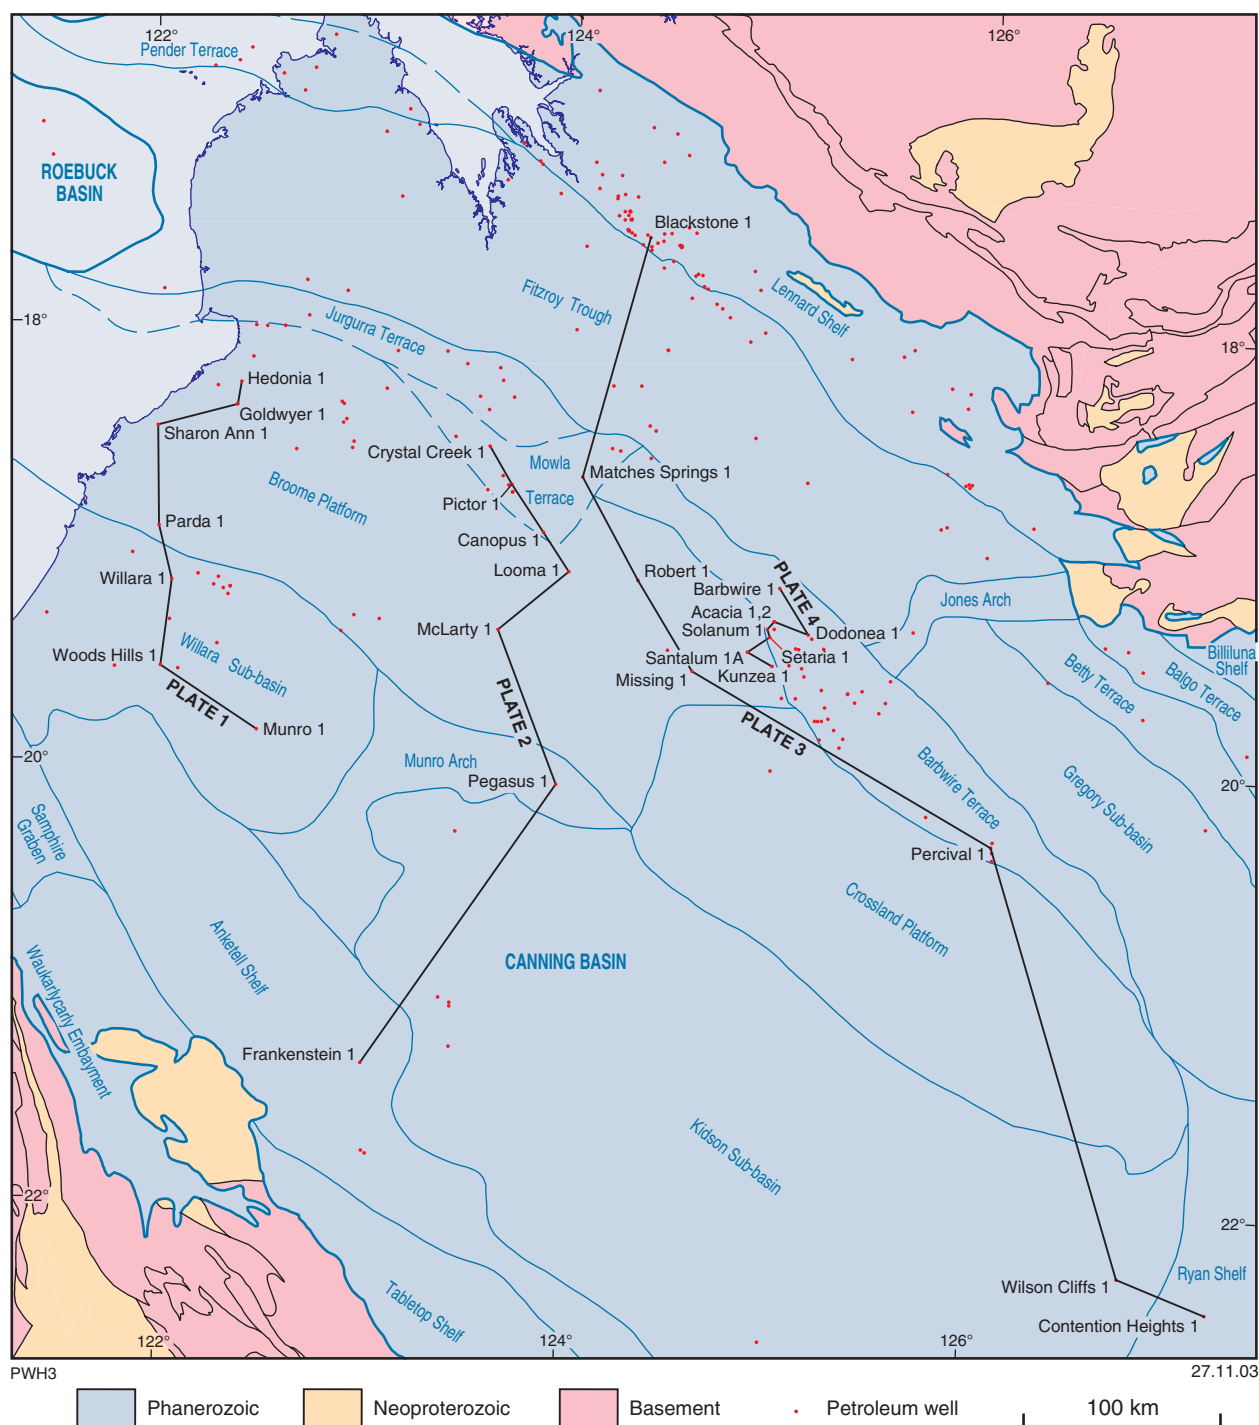 122°
124°
126°
Pender Terrace
ROEBUCK
BASIN
Blackstone 1
Lennard Shelf
Fitzroy Trough
Jurgurra Terrace
18°
18°
Hedonia 1
Goldwyer 1
Sharon Ann 1
Crystal Creek 1
Mowla
Terrace
Matches Springs 1
Broome Platform
Pictor 1
Parda 1
Canopus 1
Looma 1
Robert 1
Willara 1
Barbwire 1
PLATE 4
Jones Arch
Acacia 1,2
McLarty 1
Solanum 1
Dodonea 1
Willara Sub-basin
Woods Hills 1
Santalum 1A
Setaria 1
Billiluna
Shelf
Missing 1
Kunzea 1
Betty Terrace
Balgo Terrace
PLATE 1
PLATE 2
PLATE 3
Munro 1
20°
Munro Arch
Pegasus 1
Barbwire Terrace
Gregory Sub-basin
20°
Samphire
Graben
Percival 1
Crossland Platform
Anketell Shelf
CANNING BASIN
Waukarlycarly Embayment
Frankenstein 1
Kidson Sub-basin
22°
22°
Ryan Shelf
Wilson Cliffs 1
Tabletop Shelf
Contention Heights 1
122°
124°
126°
PWH3
27.11.03
Phanerozoic
Neoproterozoic
Basement
Petroleum well
100 km